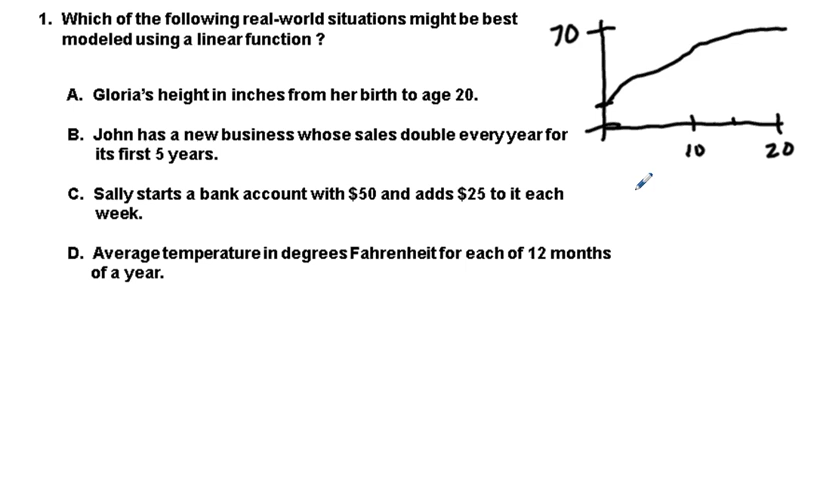 1. Which of the following real-world situations might be best
modeled using a linear function ?
A. Gloria's height in inches from her birth to age 20.
B. John has a new business whose sales double every year for
its first 5 years.
C. Sally starts a bank account with $50 and adds $25 to it each
week.
D. Average temperature in degrees Fahrenheit for each of 12 months
of a year.
70
10
20